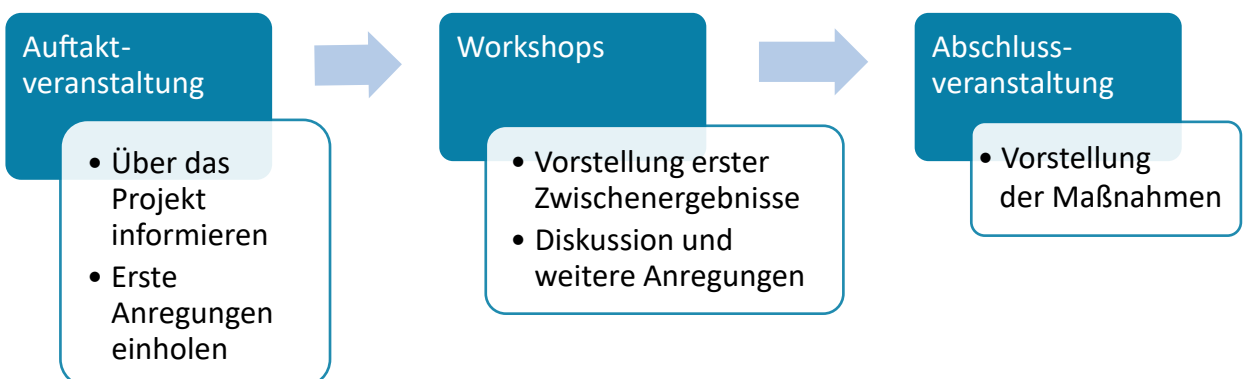 Auftakt-
veranstaltung
• Über das
Projekt
informieren
• Erste
Anregungen
einholen
Workshops
• Vorstellung erster
Zwischenergebnisse
• Diskussion und
weitere Anregungen
Abschluss-
veranstaltung
• Vorstellung
der Maßnahmen